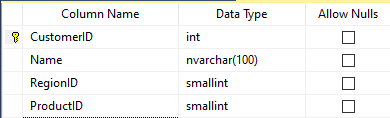 Column Name Data Type Allow Nulls
CustomerID int
Name nvarchar(100)
RegionID smallint
ProductID smallint